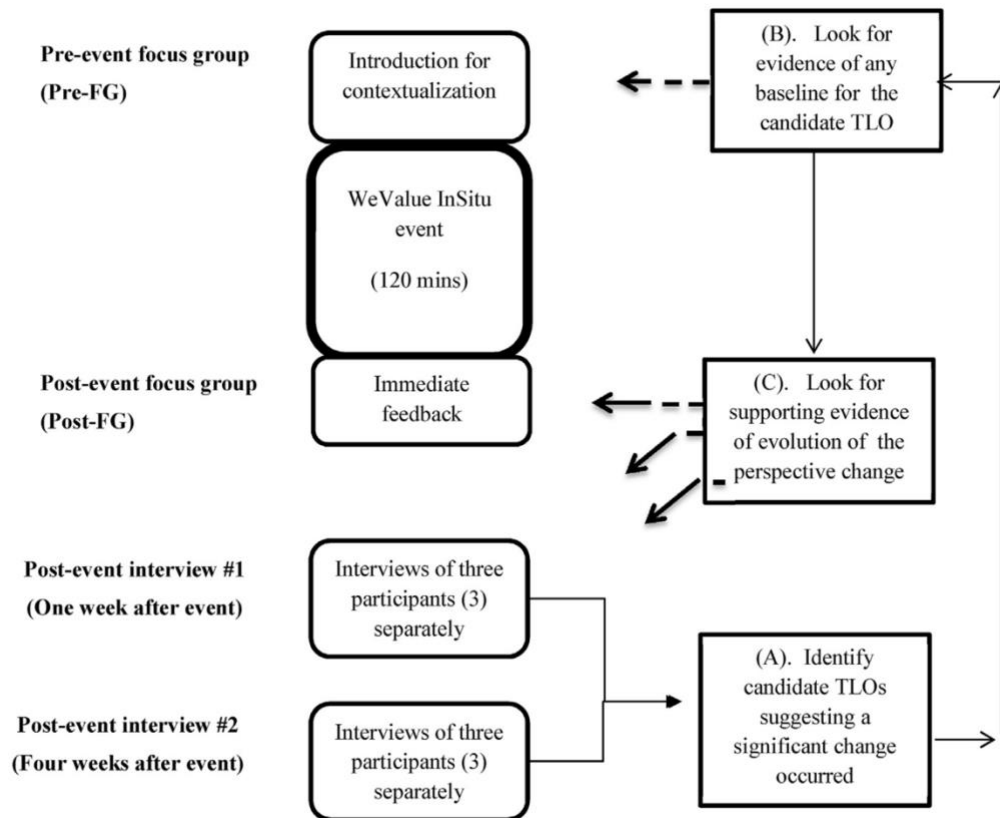 Pre-event focus group
(Pre-FG)
Introduction for
contextualization
(B). Look for
evidence of any
baseline for the
candidate TLO
WeValue InSitu
event
(120 mins)
Post-event focus group
(Post-FG)
Immediate
feedback
(C). Look for
supporting evidence
of evolution of the
perspective change
Post-event interview #1
(One week after event)
Interviews of three
participants (3)
separately
(A). Identify
candidate TLOs
suggesting a
significant change
occurred
Post-event interview #2
(Four weeks after event)
Interviews of three
participants (3)
separately